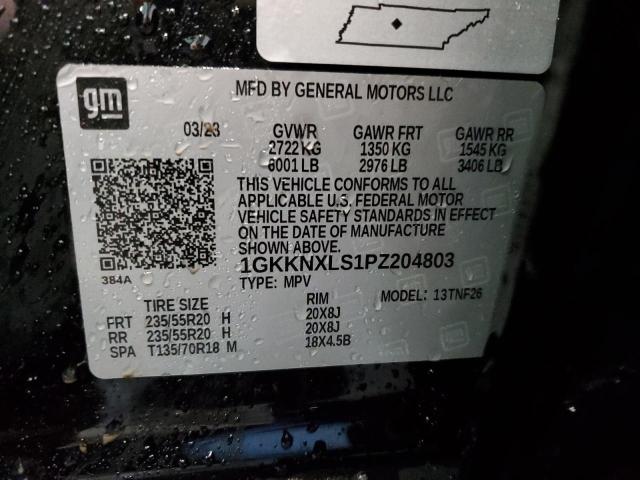 gm
MFD BY GENERAL MOTORS LLC
03/23 GVWR GAWR FRT GAWR RR
2722 KG 1350 KG 1545 KG
6001 LB 2976 LB 3406 LB
THIS VEHICLE CONFORMS TO ALL
APPLICABLE U.S. FEDERAL MOTOR
VEHICLE SAFETY STANDARDS IN EFFECT
ON THE DATE OF MANUFACTURE
SHOWN ABOVE.
1GKKNXLS1PZ204803
384A
TYPE: MPV MODEL: 13TNF26
TIRE SIZE RIM
FRT 235/55R20 H 20X8J
RR 235/55R20 H 20X8J
SPA T135/70R18 M 18X4.5B